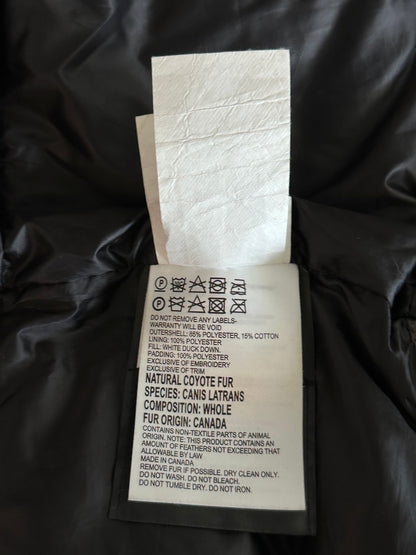 P
P
DO NOT REMOVE ANY LABELS-
WARRANTY WILL BE VOID
OUTERSHELL: 85% POLYESTER, 15% COTTON
LINING: 100% POLYESTER
FILL: WHITE DUCK DOWN.
PADDING: 100% POLYESTER
EXCLUSIVE OF EMBROIDERY
EXCLUSIVE OF TRIM
NATURAL COYOTE FUR
SPECIES: CANIS LATRANS
COMPOSITION: WHOLE
FUR ORIGIN: CANADA
CONTAINS NON-TEXTILE PARTS OF ANIMAL
ORIGIN. NOTE: THIS PRODUCT CONTAINS AN
AMOUNT OF FEATHERS NOT EXCEEDING THAT
ALLOWABLE BY LAW
MADE IN CANADA
REMOVE FUR IF POSSIBLE. DRY CLEAN ONLY.
DO NOT WASH. DO NOT BLEACH.
DO NOT TUMBLE DRY. DO NOT IRON.